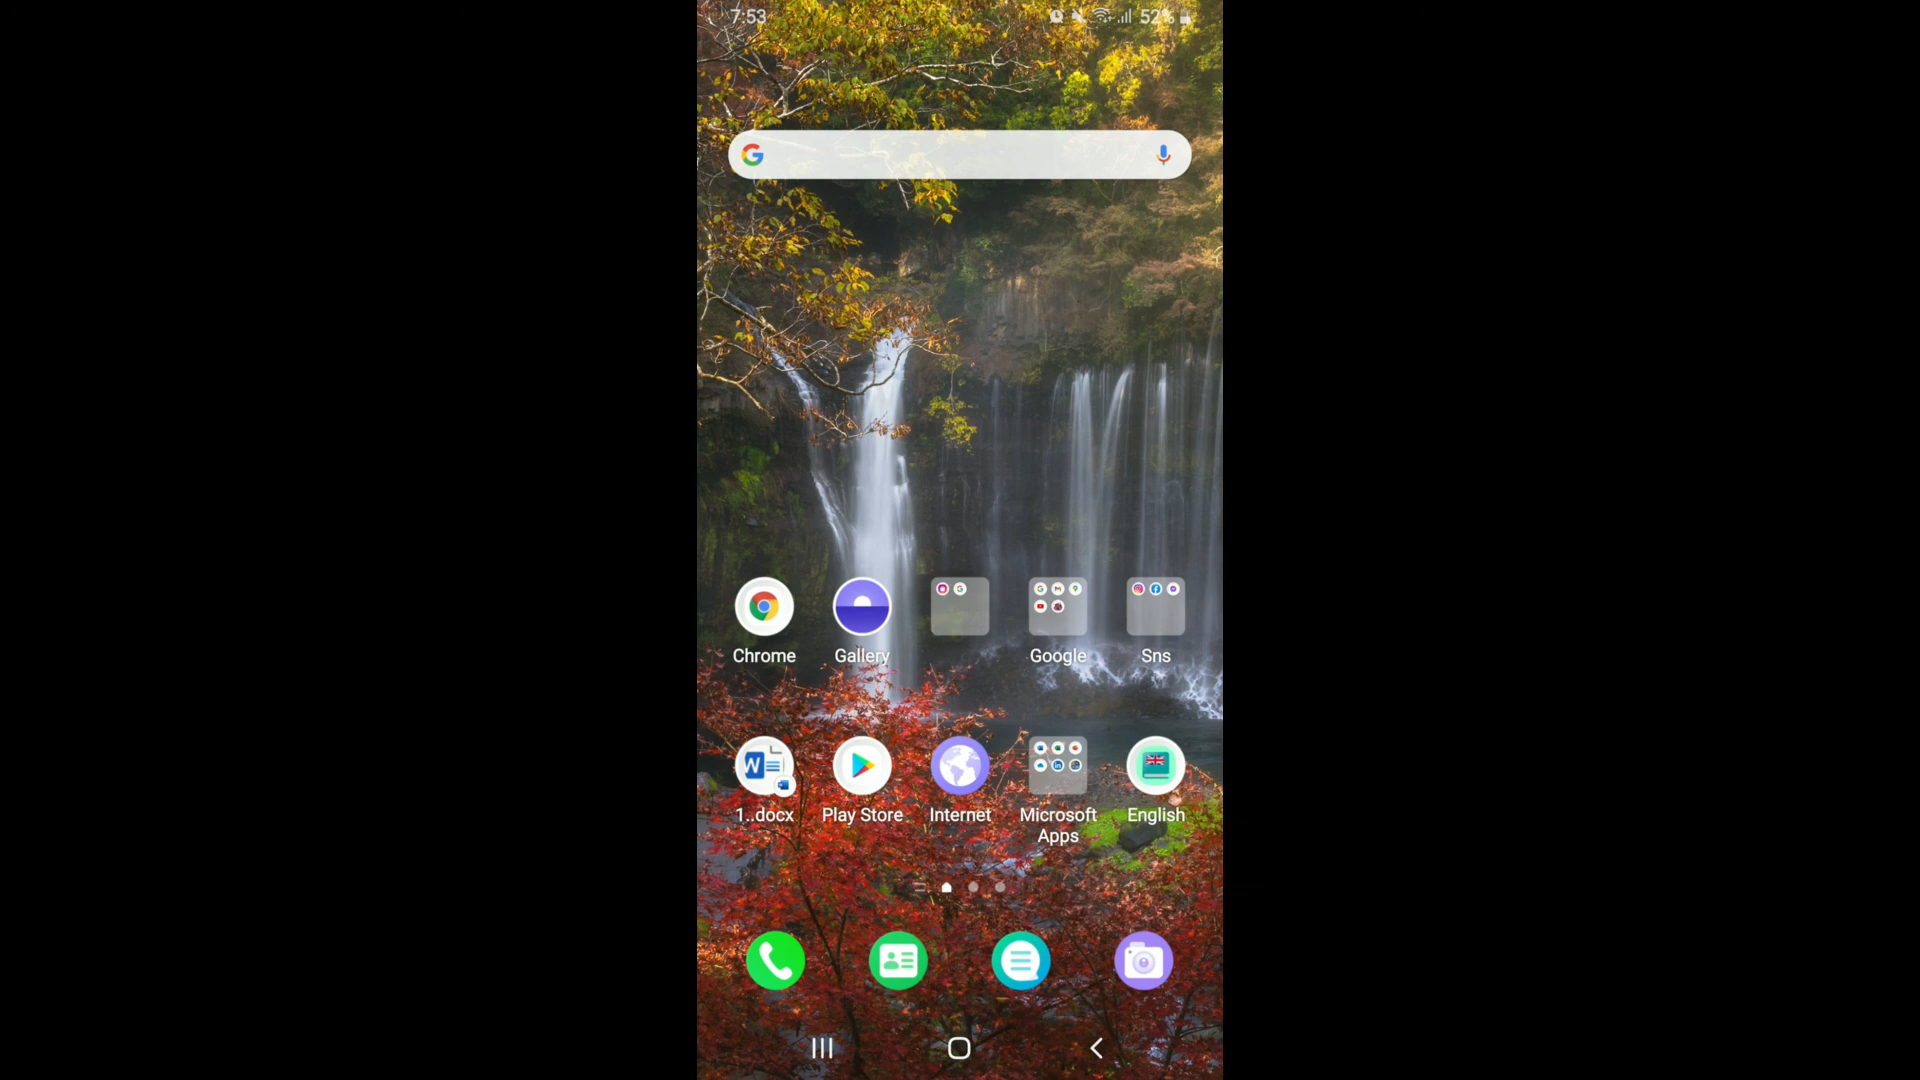 7:53
52%
Chrome
Gallery
Google
Sns
1..docx
Play Store
Internet
Microsoft
Apps
English